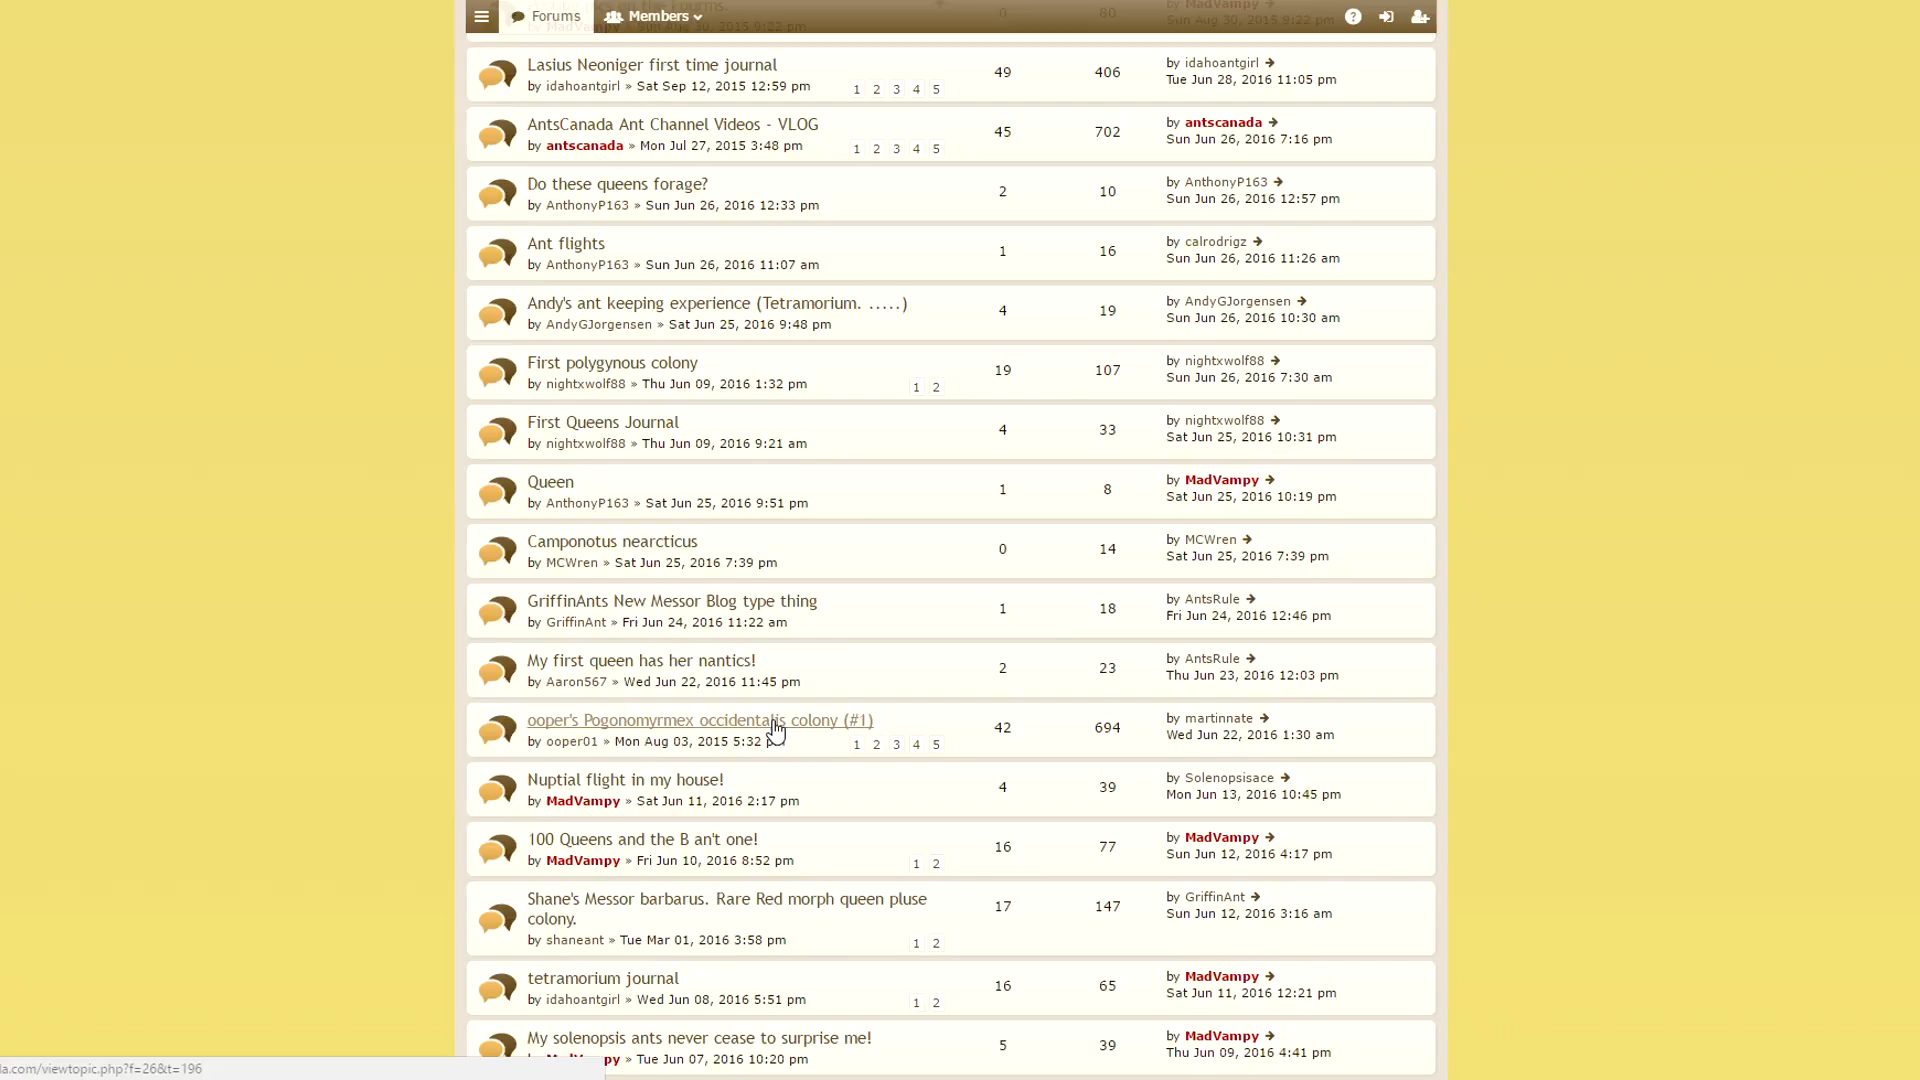 Forums
Members
0
80
MadVampy
Sun Aug 30, 2015 9:22 pm
Lasius Neoniger first time journal
by idahoantgirl » Sat Sep 12, 2015 12:59 pm
1 2 3 4 5
49
406
by idahoantgirl
Tue Jun 28, 2016 11:05 pm
AntsCanada Ant Channel Videos - VLOG
by antscanada » Mon Jul 27, 2015 3:48 pm
1 2 3 4 5
45
702
by antscanada
Sun Jun 26, 2016 7:16 pm
Do these queens forage?
by AnthonyP163 » Sun Jun 26, 2016 12:33 pm
2
10
by AnthonyP163
Sun Jun 26, 2016 12:57 pm
Ant flights
by AnthonyP163 » Sun Jun 26, 2016 11:07 am
1
16
by calrodrigz
Sun Jun 26, 2016 11:26 am
Andy's ant keeping experience (Tetramorium. .....)
by AndyGJorgensen » Sat Jun 25, 2016 9:48 pm
4
19
by AndyGJorgensen
Sun Jun 26, 2016 10:30 am
First polygynous colony
by nightxwolf88 » Thu Jun 09, 2016 1:32 pm
1 2
19
107
by nightxwolf88
Sun Jun 26, 2016 7:30 am
First Queens Journal
by nightxwolf88 » Thu Jun 09, 2016 9:21 am
4
33
by nightxwolf88
Sat Jun 25, 2016 10:31 pm
Queen
by AnthonyP163 » Sat Jun 25, 2016 9:51 pm
1
8
by MadVampy
Sat Jun 25, 2016 10:19 pm
Camponotus nearcticus
by MCWren » Sat Jun 25, 2016 7:39 pm
0
14
by MCWren
Sat Jun 25, 2016 7:39 pm
GriffinAnts New Messor Blog type thing
by GriffinAnt » Fri Jun 24, 2016 11:22 am
1
18
by AntsRule
Fri Jun 24, 2016 12:46 pm
My first queen has her nantics!
by Aaron567 » Wed Jun 22, 2016 11:45 pm
2
23
by AntsRule
Thu Jun 23, 2016 12:03 pm
ooper's Pogonomyrmex occidentalis colony (#1)
by ooper01 » Mon Aug 03, 2015 5:32
1 2 3 4 5
42
694
by martinnate
Wed Jun 22, 2016 1:30 am
Nuptial flight in my house!
by MadVampy » Sat Jun 11, 2016 2:17 pm
4
39
by Solenopsisace
Mon Jun 13, 2016 10:45 pm
100 Queens and the B an't one!
by MadVampy » Fri Jun 10, 2016 8:52 pm
1 2
16
77
by MadVampy
Sun Jun 12, 2016 4:17 pm
Shane's Messor barbarus. Rare Red morph queen pluse
colony.
by shaneant » Tue Mar 01, 2016 3:58 pm
1 2
17
147
by GriffinAnt
Sun Jun 12, 2016 3:16 am
tetramorium journal
by idahoantgirl » Wed Jun 08, 2016 5:51 pm
1 2
16
65
by MadVampy
Sat Jun 11, 2016 12:21 pm
My solenopsis ants never cease to surprise me!
by MadVampy » Tue Jun 07, 2016 10:20 pm
5
39
by MadVampy
Thu Jun 09, 2016 4:41 pm
la.com/viewtopic.php?f=26&t=196